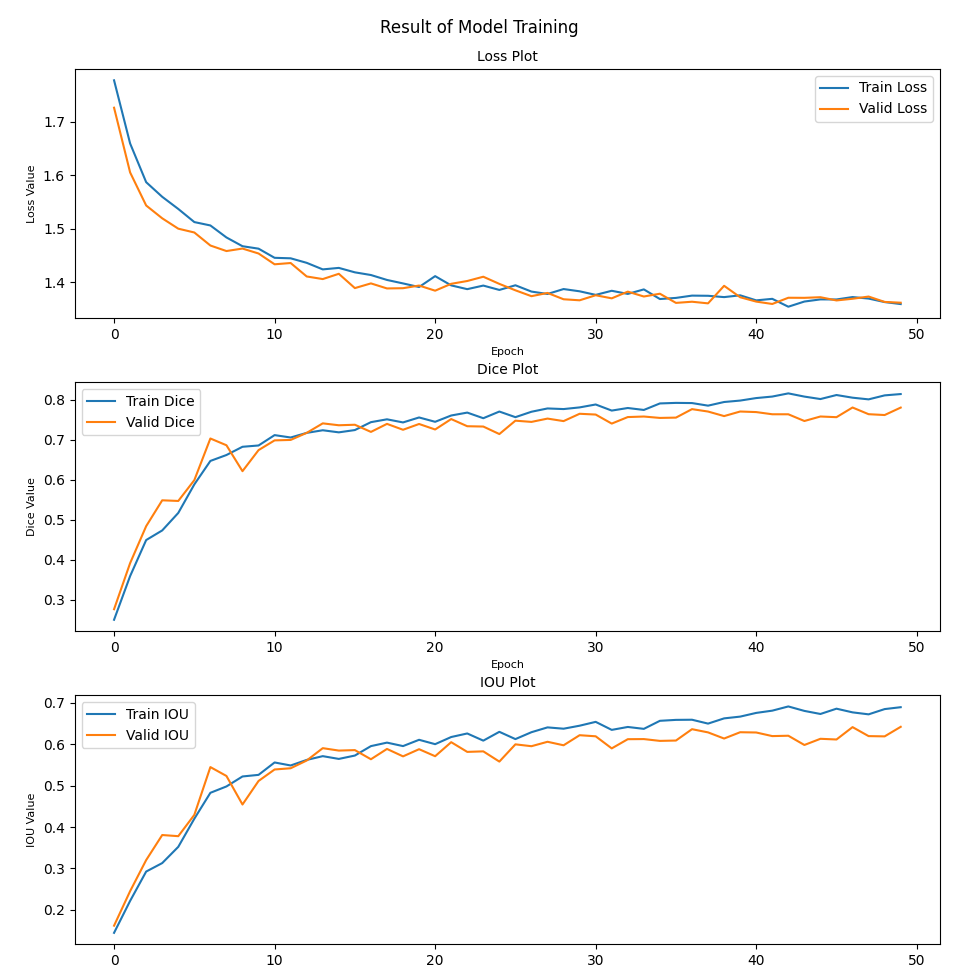 Result of Model Training
Loss Plot
Train Loss
Valid Loss
1.7
1.6
1.5
1.4
Loss Value
0 10 20 30 40 50
Epoch
Dice Plot
Train Dice
Valid Dice
0.8
0.7
0.6
0.5
0.4
0.3
Dice Value
0 10 20 30 40 50
Epoch
IOU Plot
Train IOU
Valid IOU
0.7
0.6
0.5
0.4
0.3
0.2
IOU Value
0 10 20 30 40 50